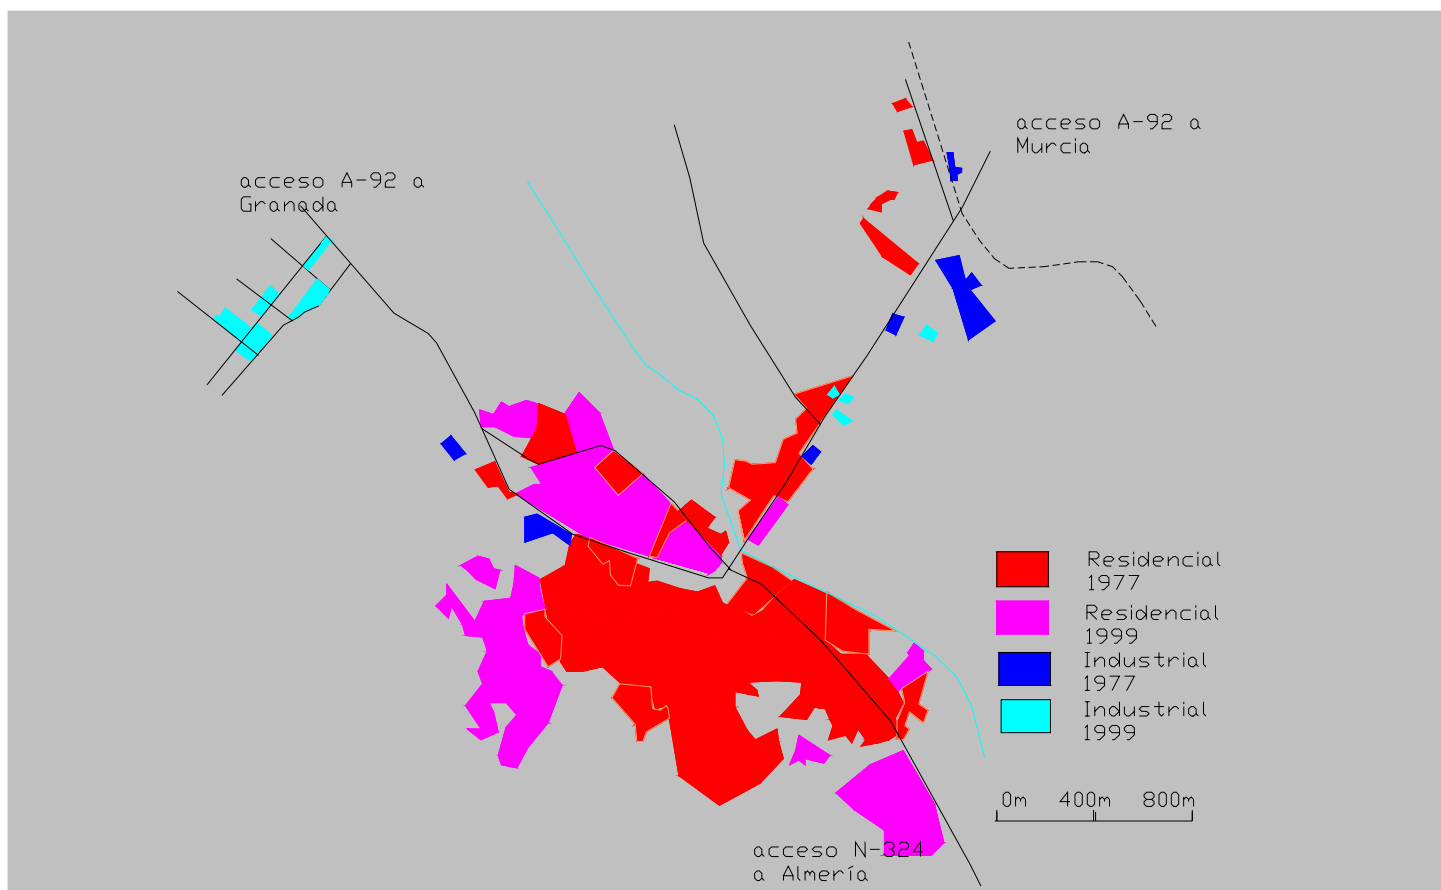 acceso A-92 a
Murcia
acceso A-92 a
Granada
Residencial
1977
Residencial
1999
Industrial
1977
Industrial
1999
0m 400m 800m
acceso N-324
a Almería